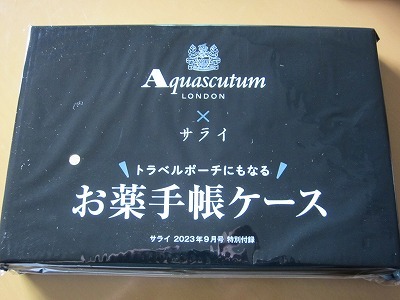 Aquascutum
LONDON
×
サライ
トラベルポーチにもなる
お薬手帳ケース
サライ 2023年9月号 特別付録